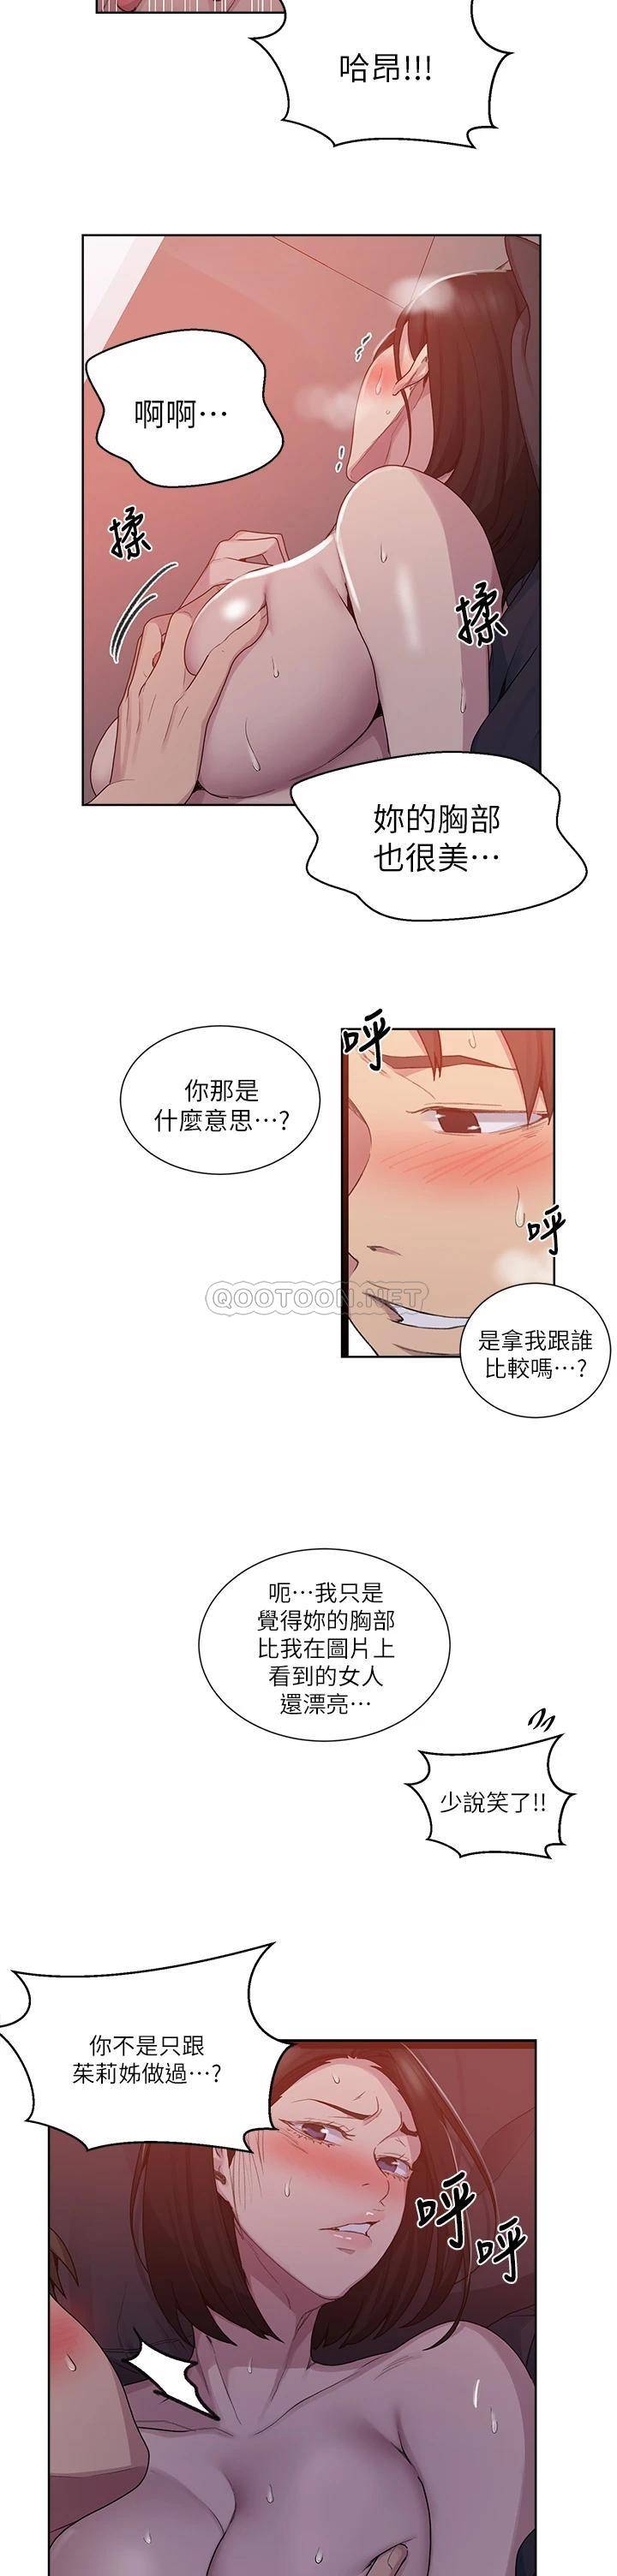 哈昂!!!
啊啊⋯
揉
揉
妳的胸部
也很美⋯
呼
你那是
什麼意思⋯?
呼
QOOTOON.NET
是拿我跟誰
比較嗎⋯?
呃⋯我只是
覺得妳的胸部
比我在圖片上
看到的女人
還漂亮⋯
少說笑了!!
你不是只跟
茱莉姊做過⋯?
呼
呼